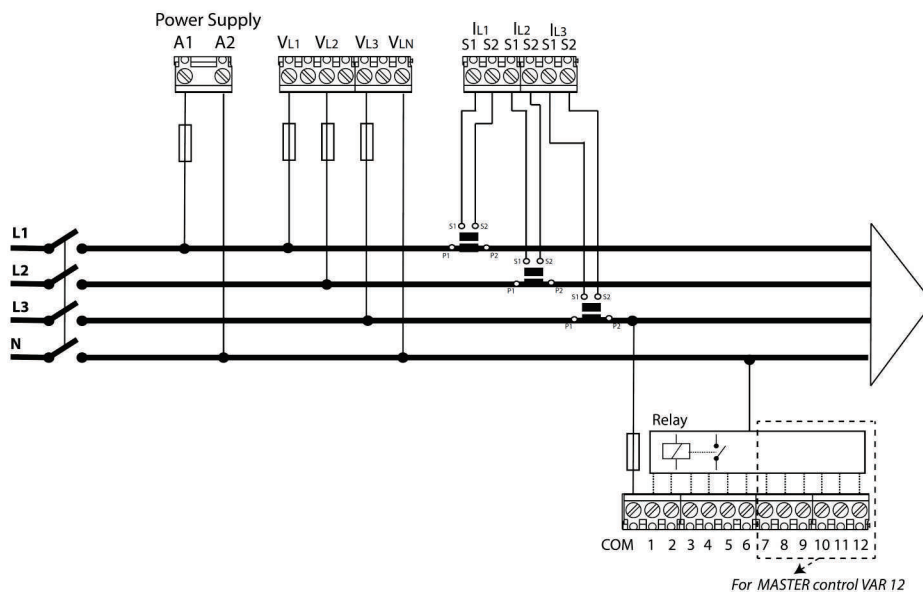 Power Supply
A1 A2
VL1 VL2 VL3 VLN
IL1 IL2 IL3
S1 S2 S1 S2 S1 S2
S1 S2
L1
P1 P2
S1 S2
L2
P1 P2
S1 S2
L3
P1 P2
N
Relay
COM 1 2 3 4 5 6 7 8 9 10 11 12
For MASTER control VAR 12